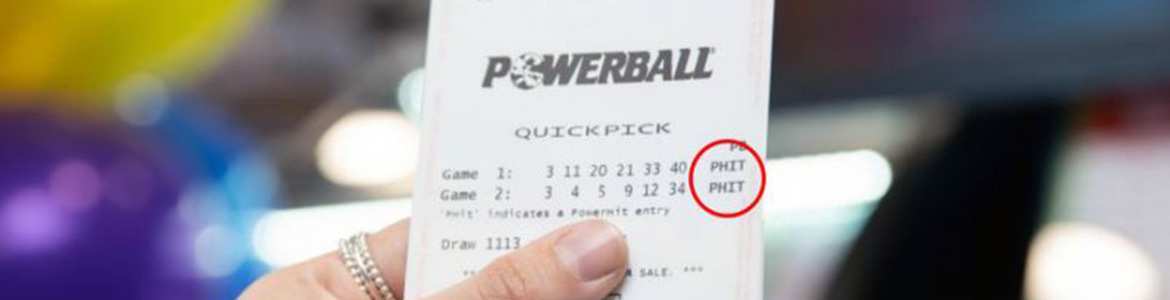 POWERBALL
QUICKPICK
PB
Game 1: 3 11 20 21 33 40 PHIT
Game 2: 3 4 5 9 12 34 PHIT
'PHit' indicates a PowerHit entry
Draw 1113
** A SALE. ***